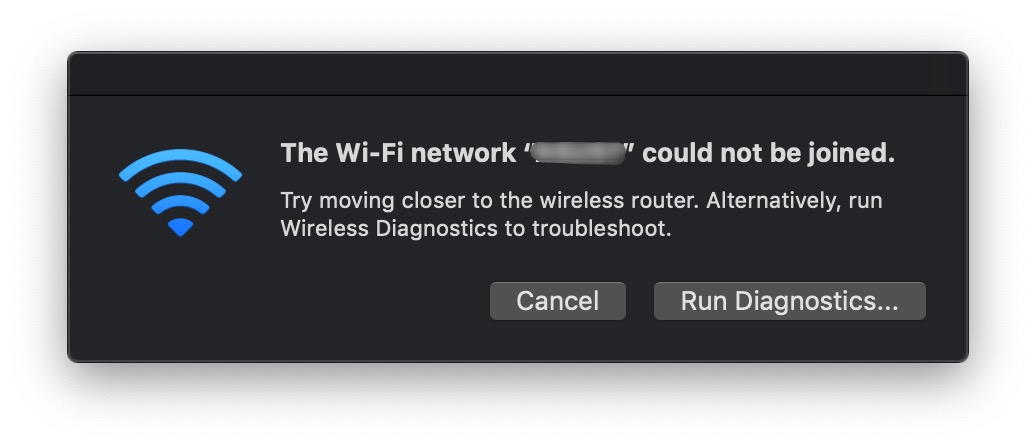 The Wi-Fi network “ ” could not be joined.
Try moving closer to the wireless router. Alternatively, run
Wireless Diagnostics to troubleshoot.
Cancel
Run Diagnostics...